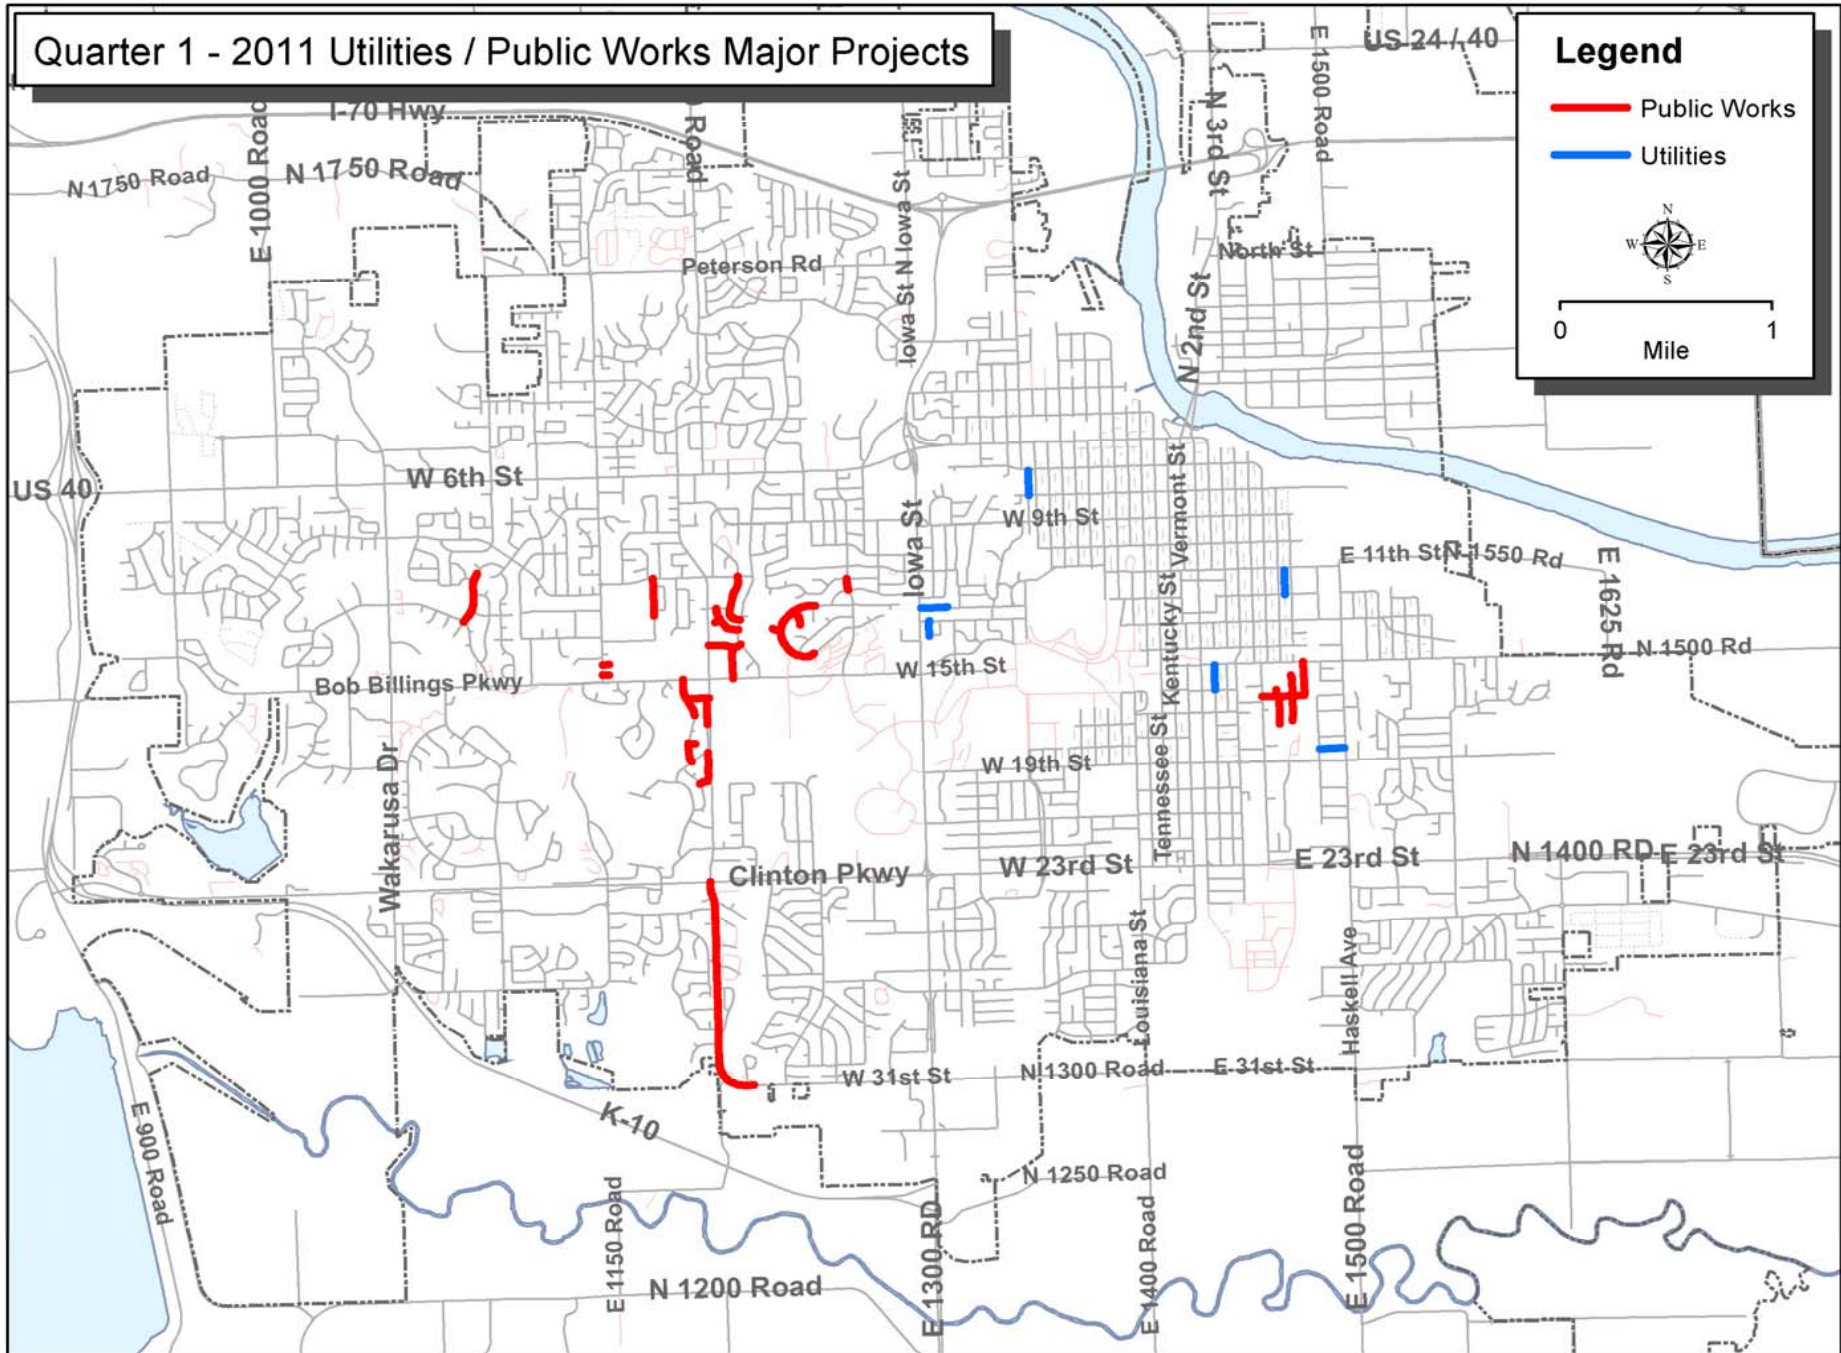 Quarter 1 - 2011 Utilities / Public Works Major Projects
Legend
Public Works
Utilities
N
W
E
S
0
1
Mile
US 24 / 40
E 1500 Road
N 3rd St
I-70 Hwy
E 1000 Road
Road
N 1750 Road
N 1750 Road
Iowa St N Iowa St
Peterson Rd
North St
N 2nd St
US 40
W 6th St
W 9th St
Iowa St
Vermont St
Kentucky St
E 11th St
N 1550 Rd
E 1625 Rd
N 1500 Rd
Bob Billings Pkwy
W 15th St
Wakarusa Dr
W 19th St
Tennessee St
Clinton Pkwy
W 23rd St
E 23rd St
N 1400 RD
E 23rd St
Louisiana St
Haskell Ave
W 31st St
N 1300 Road
E 31st St
K-10
E 900 Road
N 1250 Road
E 1150 Road
N 1200 Road
E 1300 RD
E 1400 Road
E 1500 Road